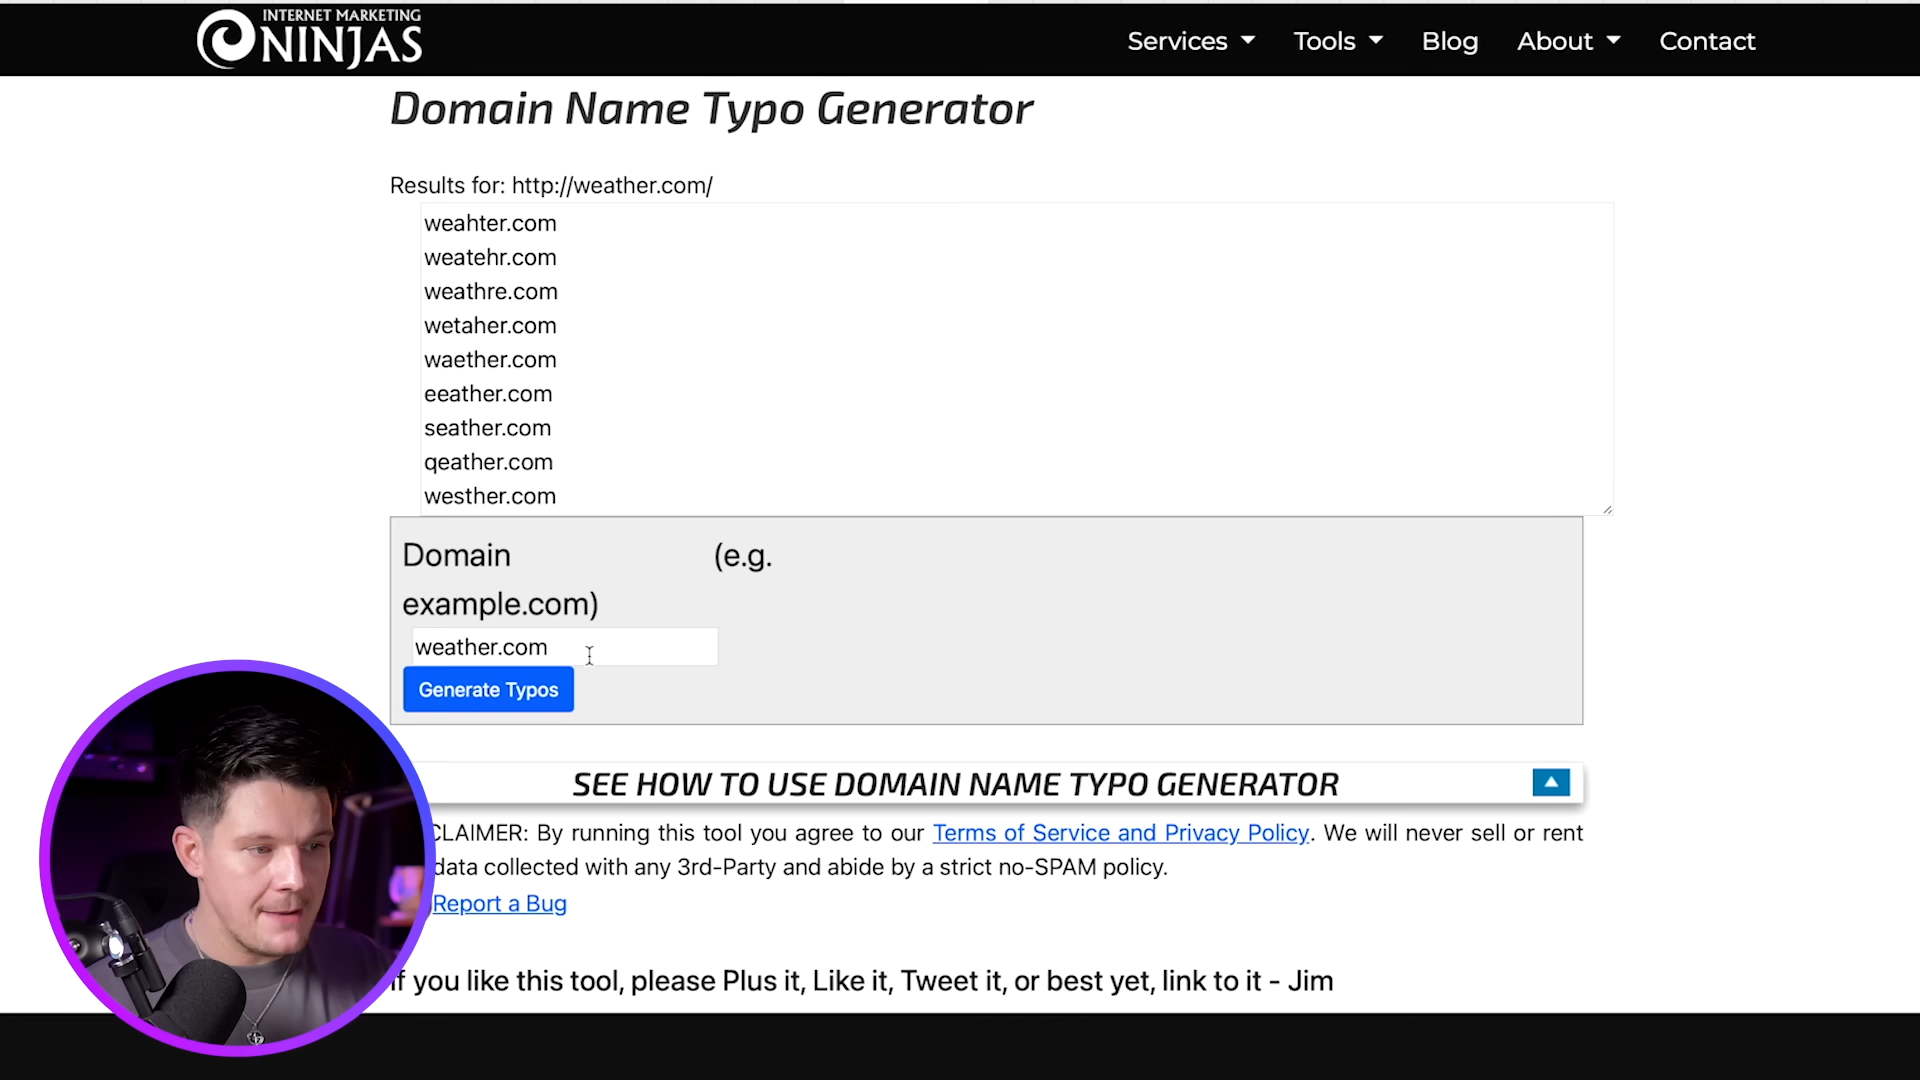 INTERNET MARKETING
NINJAS
Services Tools Blog About Contact
Domain Name Typo Generator
Results for: http://weather.com/
weahter.com
weatehr.com
weathre.com
wetaher.com
waether.com
eeather.com
seather.com
qeather.com
westher.com
Domain (e.g.
example.com)
weather.com
Generate Typos
SEE HOW TO USE DOMAIN NAME TYPO GENERATOR
CLAIMER: By running this tool you agree to our Terms of Service and Privacy Policy. We will never sell or rent
data collected with any 3rd-Party and abide by a strict no-SPAM policy.
Report a Bug
If you like this tool, please Plus it, Like it, Tweet it, or best yet, link to it - Jim